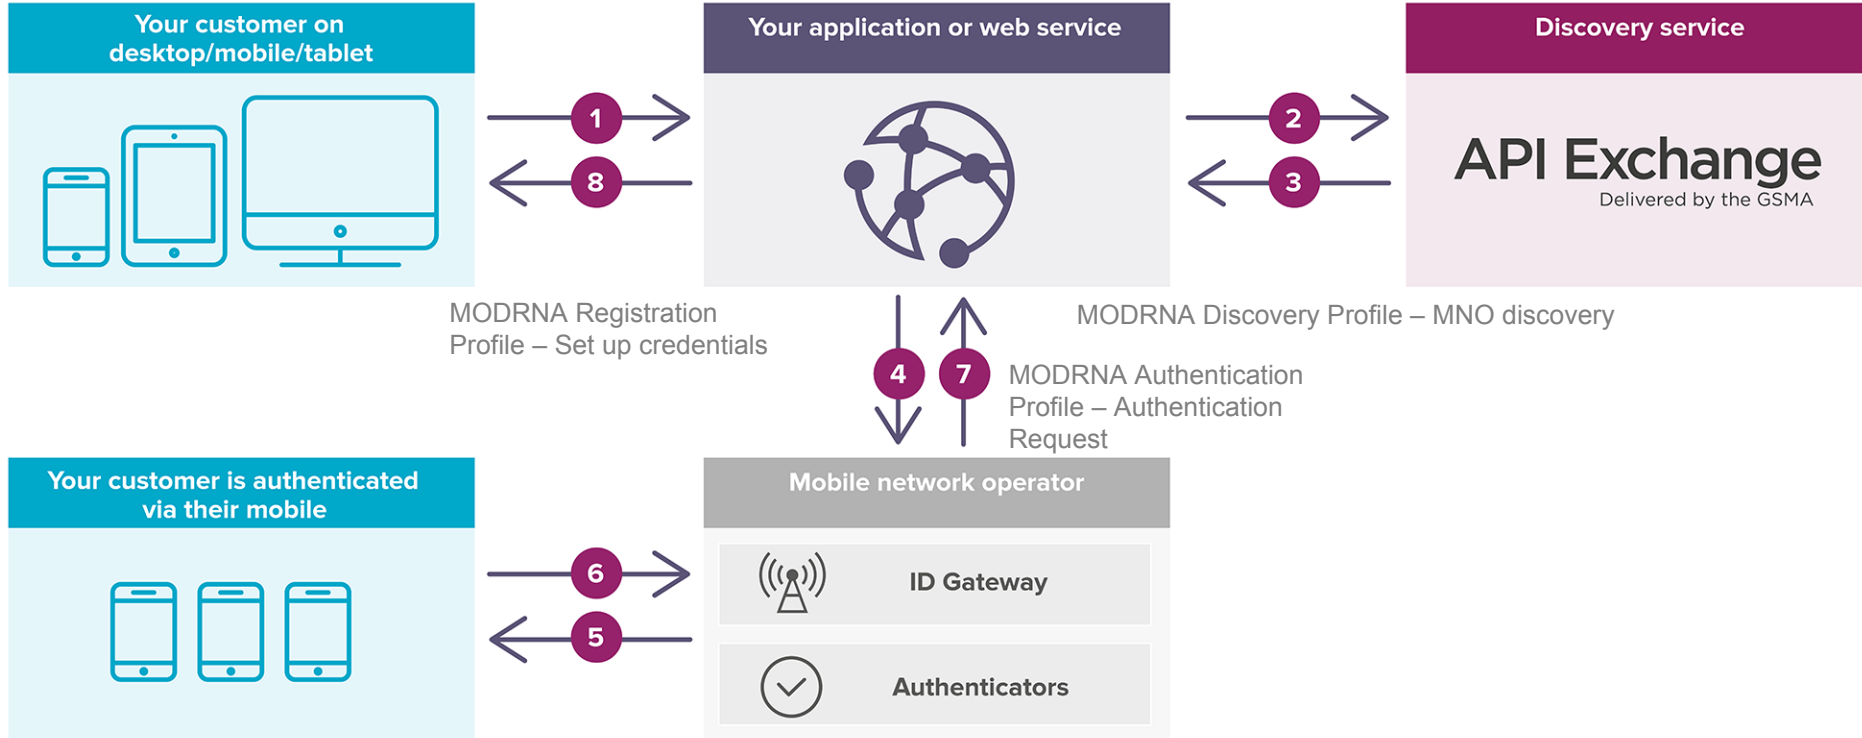 Your customer on
desktop/mobile/tablet
Your application or web service
Discovery service
1
2
API Exchange
Delivered by the GSMA
8
3
MODRNA Registration
Profile – Set up credentials
MODRNA Discovery Profile – MNO discovery
4
7
MODRNA Authentication
Profile – Authentication
Request
Your customer is authenticated
via their mobile
Mobile network operator
6
ID Gateway
5
Authenticators